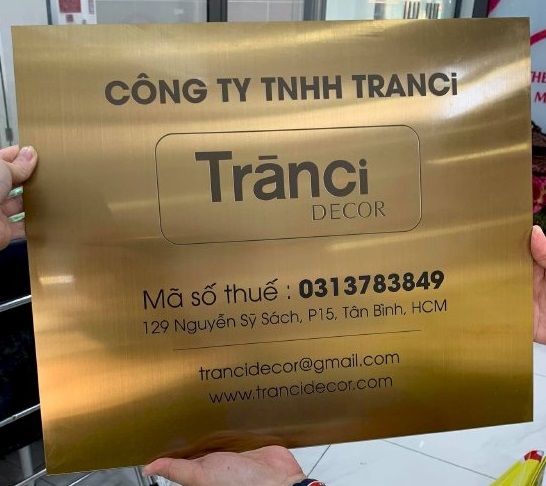 CÔNG TY TNHH TRANCi
Trānci
DECOR
Mã số thuế : 0313783849
129 Nguyễn Sỹ Sách, P15, Tân Bình, HCM
trancidecor@gmail.com
www.trancidecor.com